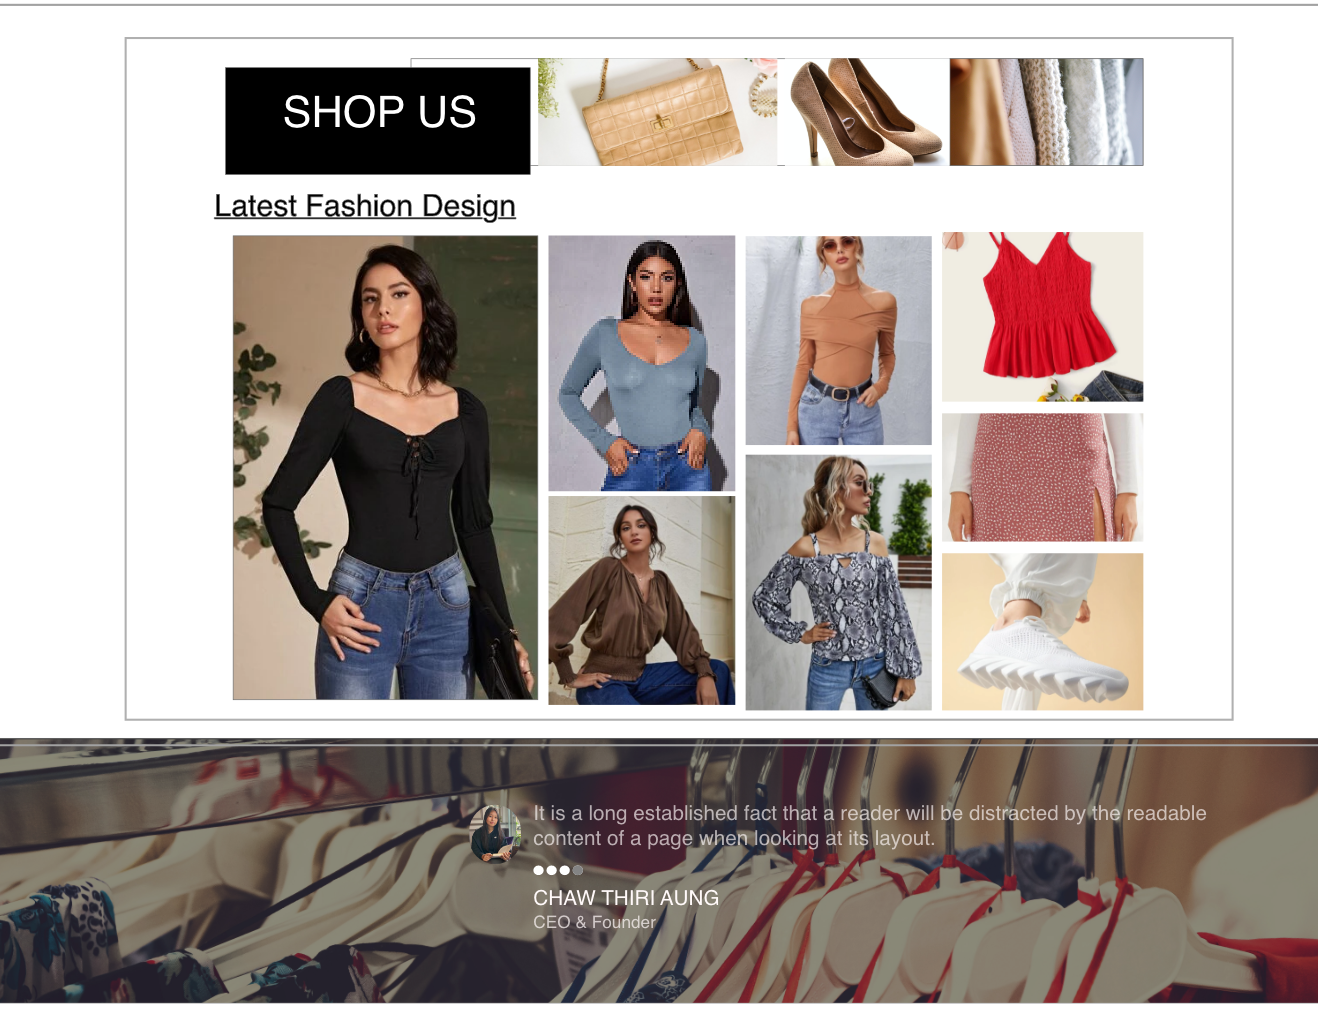 SHOP US
Latest Fashion Design
It is a long established fact that a reader will be distracted by the readable
content of a page when looking at its layout.
CHAW THIRI AUNG
CEO & Founder